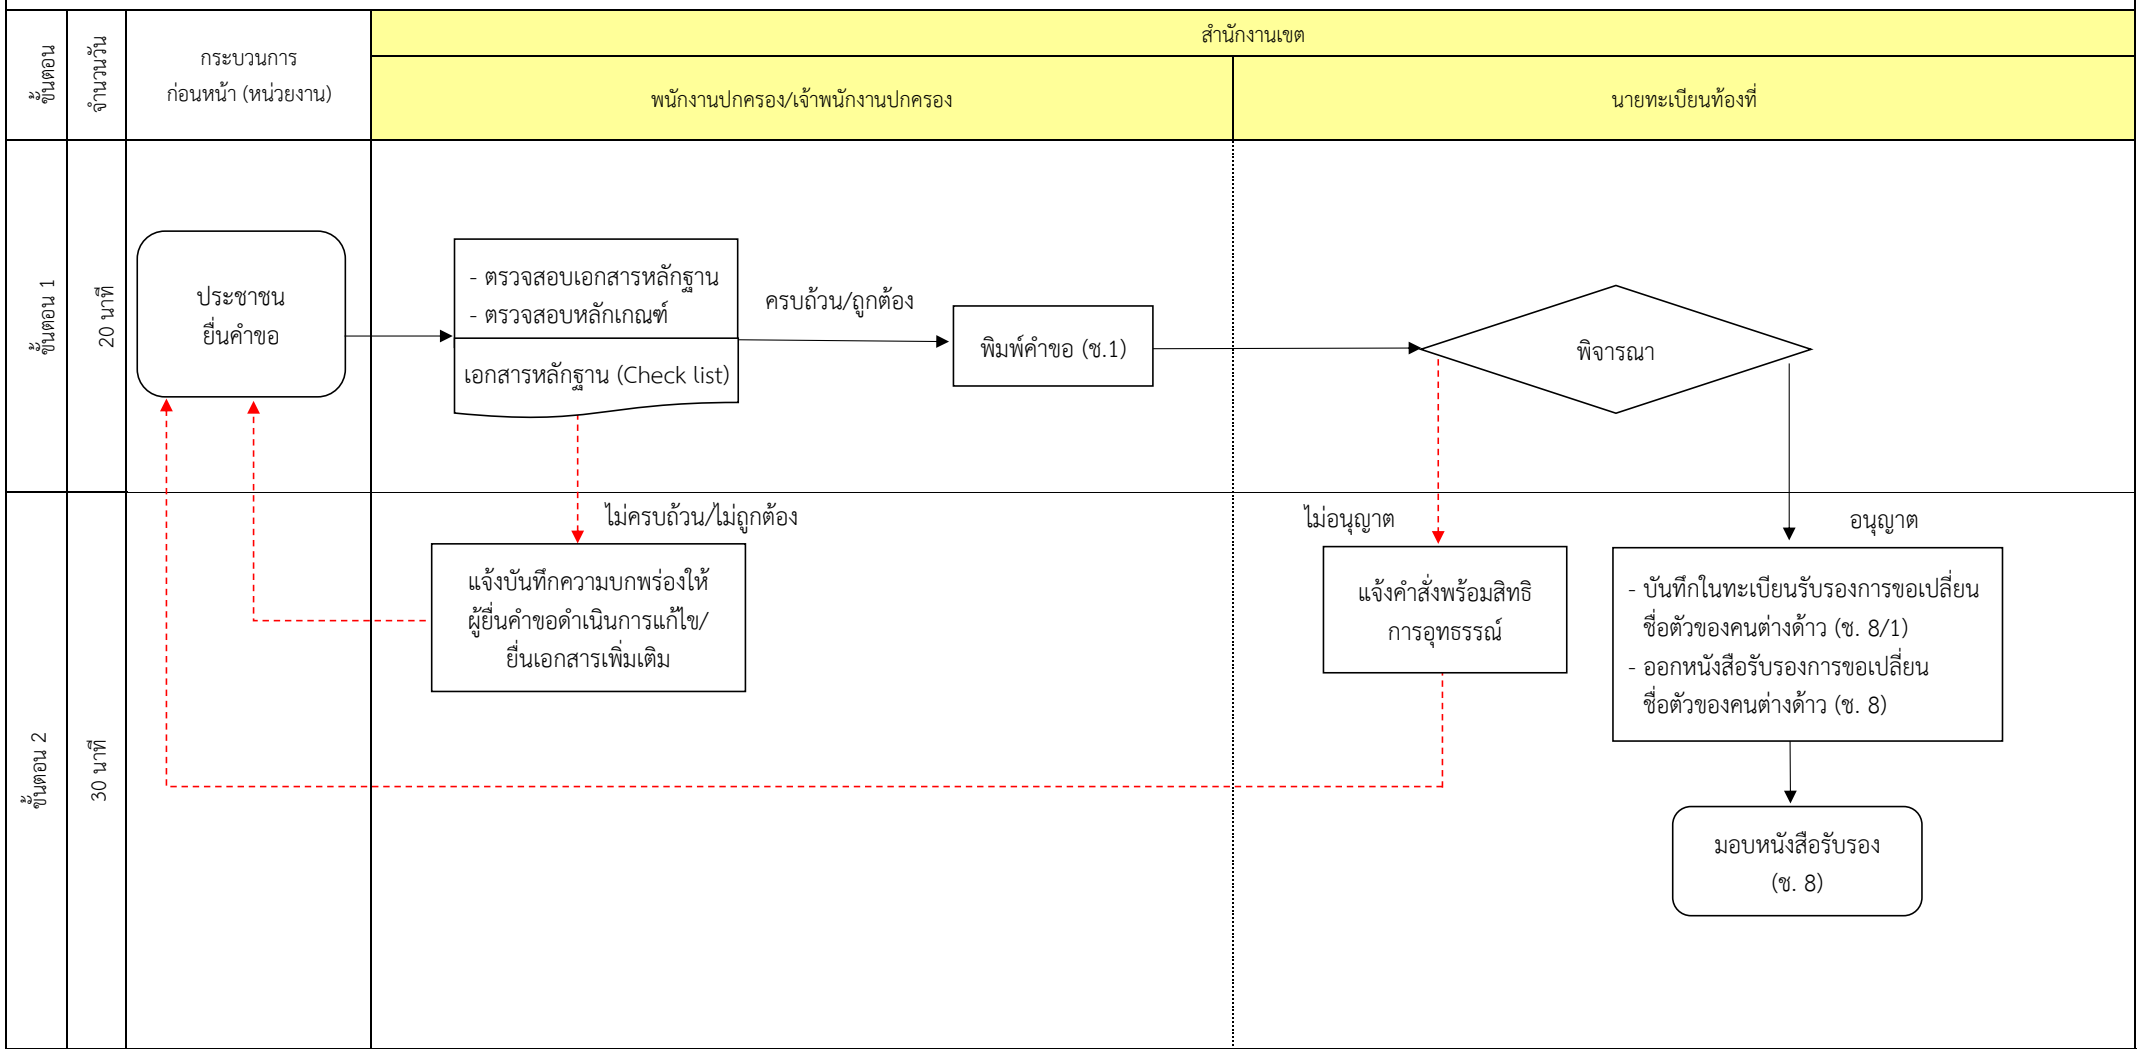 ขั้นตอน
จำนวนวัน
กระบวนการ
ก่อนหน้า (หน่วยงาน)
สำนักงานเขต
พนักงานปกครอง/เจ้าพนักงานปกครอง
นายทะเบียนท้องที่
ขั้นตอน 1
20 นาที
ประชาชน
ยื่นคำขอ
- ตรวจสอบเอกสารหลักฐาน
- ตรวจสอบหลักเกณฑ์
เอกสารหลักฐาน (Check list)
ครบถ้วน/ถูกต้อง
พิมพ์คำขอ (ช.1)
พิจารณา
ขั้นตอน 2
30 นาที
ไม่ครบถ้วน/ไม่ถูกต้อง
แจ้งบันทึกความบกพร่องให้
ผู้ยื่นคำขอดำเนินการแก้ไข/
ยื่นเอกสารเพิ่มเติม
ไม่อนุญาต
แจ้งคำสั่งพร้อมสิทธิ
การอุทธรรณ์
อนุญาต
- บันทึกในทะเบียนรับรองการขอเปลี่ยน
ชื่อตัวของคนต่างด้าว (ช. 8/1)
- ออกหนังสือรับรองการขอเปลี่ยน
ชื่อตัวของคนต่างด้าว (ช. 8)
มอบหนังสือรับรอง
(ช. 8)